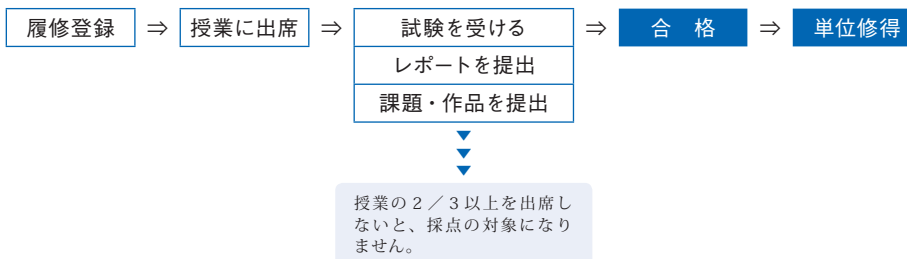 履修登録 ⇒ 授業に出席 ⇒ 試験を受ける ⇒ 合　格 ⇒ 単位修得
レポートを提出
課題・作品を提出
授業の２／３以上を出席し
ないと、採点の対象になり
ません。